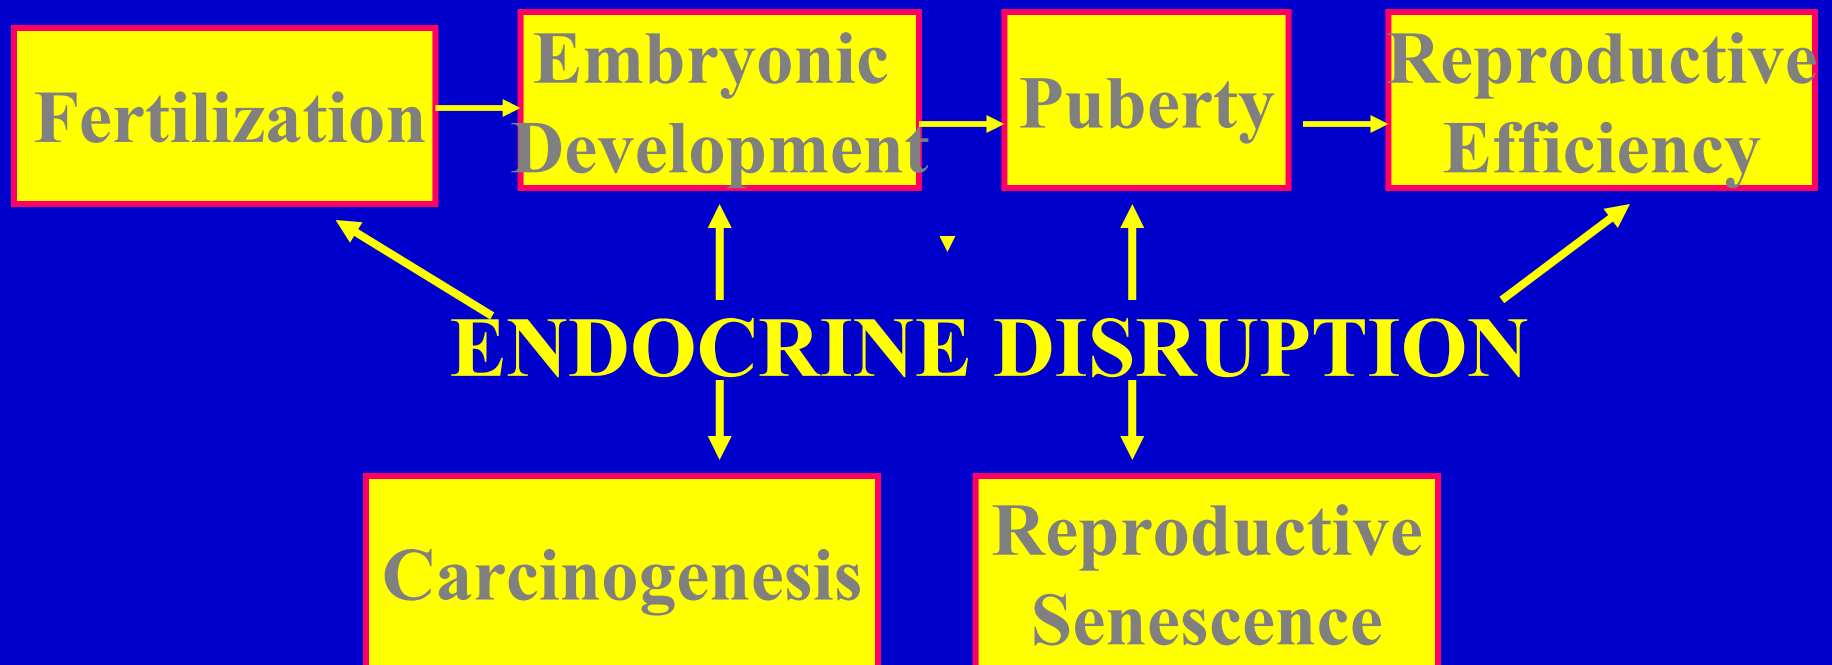 Fertilization
Embryonic
Development
Puberty
Reproductive
Efficiency
ENDOCRINE DISRUPTION
Carcinogenesis
Reproductive
Senescence